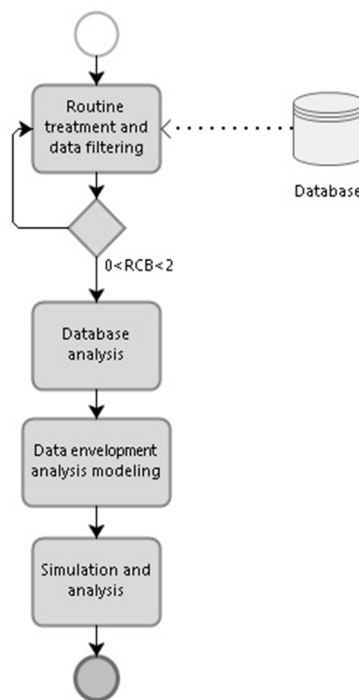 Routine
treatment and
data filtering
Database
0<RCB<2
Database
analysis
Data envelopment
analysis modeling
Simulation and
analysis